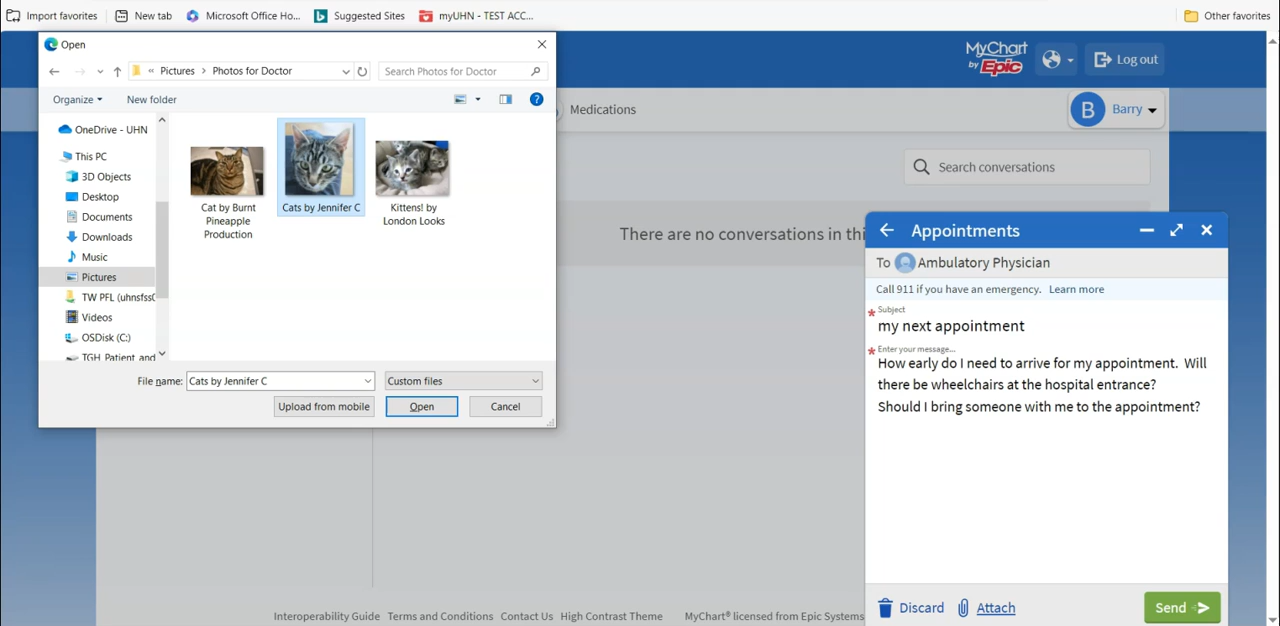 Import favorites
New tab
Microsoft Office Ho...
Suggested Sites
myUHN - TEST ACC...
Other favorites
Open
« Pictures > Photos for Doctor
Search Photos for Doctor
Organize
New folder
OneDrive - UHN
This PC
3D Objects
Desktop
Documents
Downloads
Music
Pictures
TW PFL (uhnsfss0
Videos
OSDisk (C:)
TGH Patient and
Cat by Burnt
Pineapple
Production
Cats by Jennifer C
Kittens! by
London Looks
File name:
Cats by Jennifer C
Custom files
Upload from mobile
Open
Cancel
MyChart
by Epic
Log out
Medications
B
Barry
Search conversations
There are no conversations in thi
Appointments
To
Ambulatory Physician
Call 911 if you have an emergency. Learn more
* Subject
my next appointment
* Enter your message...
How early do I need to arrive for my appointment. Will
there be wheelchairs at the hospital entrance?
Should I bring someone with me to the appointment?
Discard
Attach
Send
Interoperability Guide
Terms and Conditions
Contact Us
High Contrast Theme
MyChart® licensed from Epic Systems